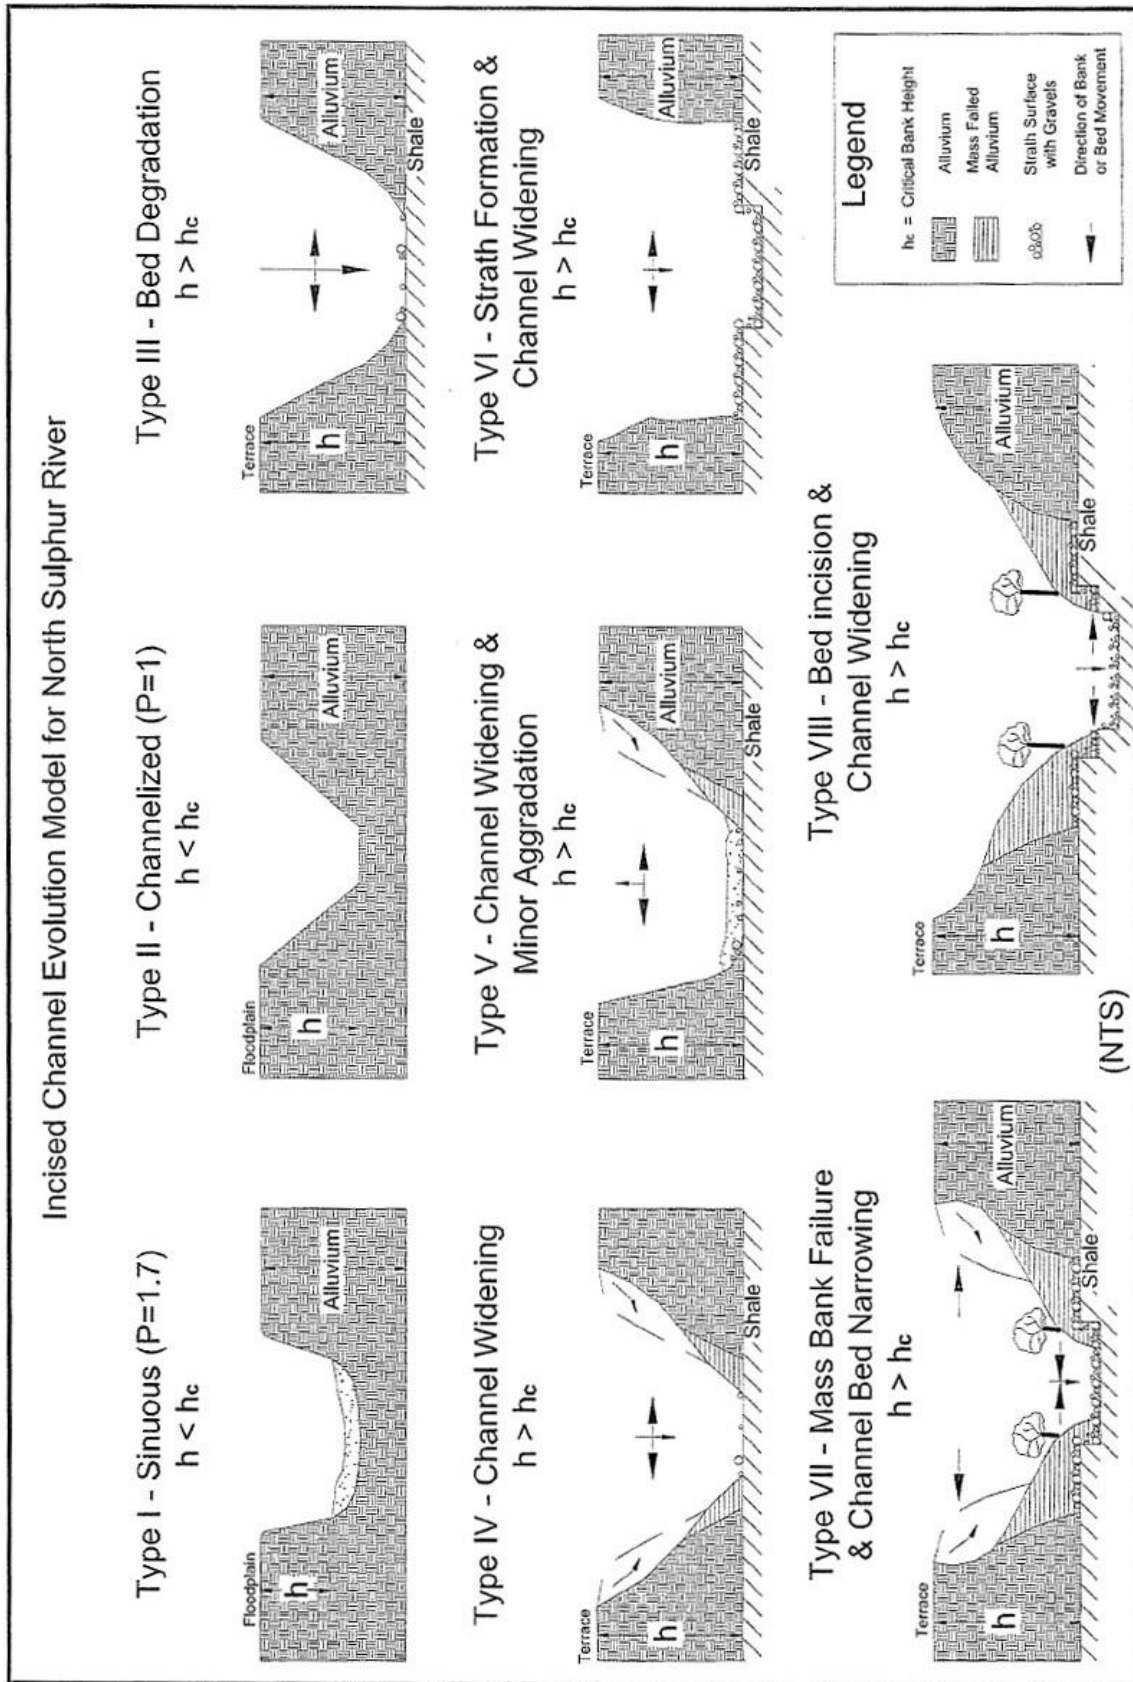 Incised Channel Evolution Model for North Sulphur River
Type I - Sinuous (P=1.7)
h < hc
Floodplain
h
Alluvium
Type II - Channelized (P=1)
h < hc
Floodplain
h
Alluvium
Type III - Bed Degradation
h > hc
Terrace
h
Alluvium
Shale
Type IV - Channel Widening
h > hc
Terrace
h
Shale
Type V - Channel Widening &
Minor Aggradation
h > hc
Terrace
h
Alluvium
Shale
Type VI - Strath Formation &
Channel Widening
h > hc
Terrace
h
Alluvium
Shale
Type VII - Mass Bank Failure
& Channel Bed Narrowing
h > hc
Terrace
h
Alluvium
Shale
Type VIII - Bed incision &
Channel Widening
h > hc
Terrace
h
Alluvium
Shale
(NTS)
Legend
hc = Critical Bank Height
Alluvium
Mass Failed
Alluvium
Strath Surface
with Gravels
Direction of Bank
or Bed Movement